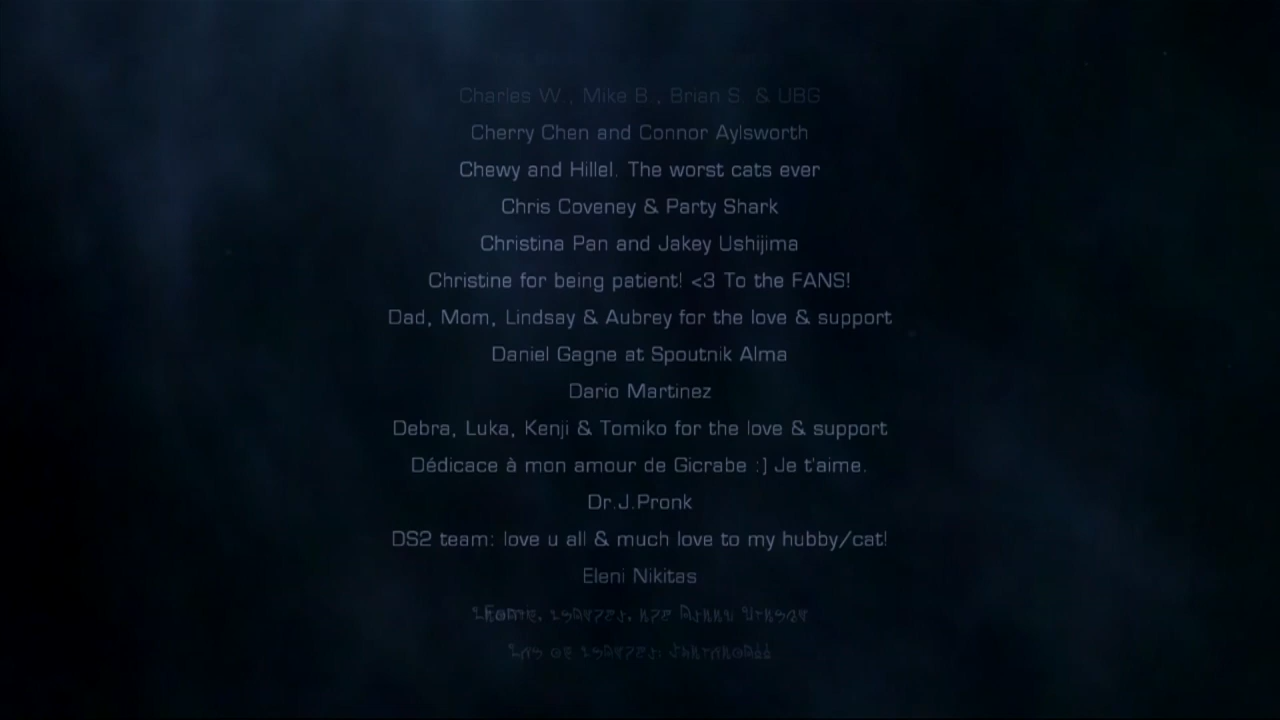 Charles W., Mike B., Brian S. & UBG
Cherry Chen and Connor Aylsworth
Chewy and Hillel. The worst cats ever
Chris Coveney & Party Shark
Christina Pan and Jakey Ushijima
Christine for being patient! <3 To the FANS!
Dad, Mom, Lindsay & Aubrey for the love & support
Daniel Gagne at Spoutnik Alma
Dario Martinez
Debra, Luka, Kenji & Tomiko for the love & support
Dédicace à mon amour de Gicrabe :] Je t'aime.
Dr.J.Pronk
DS2 team: love u all & much love to my hubby/cat!
Eleni Nikitas